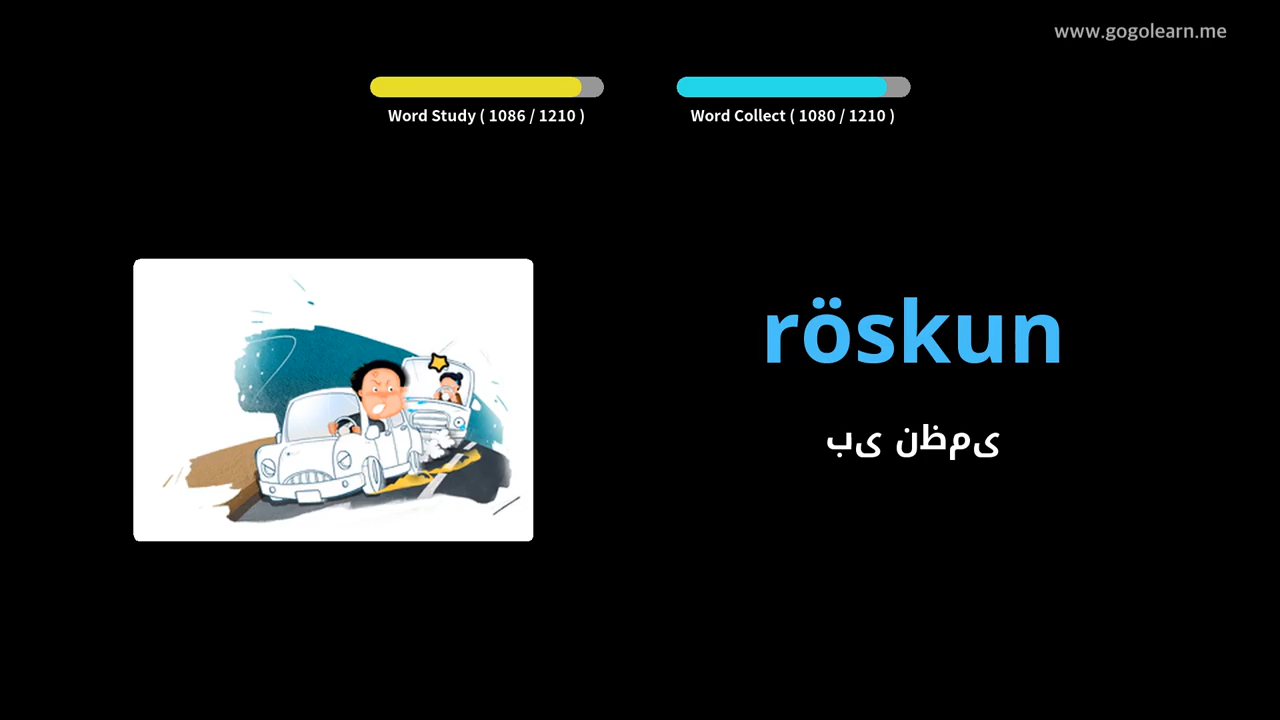 www.gogolearn.me
Word Study ( 1086 / 1210 )
Word Collect ( 1080 / 1210 )
röskun
بی نظمی